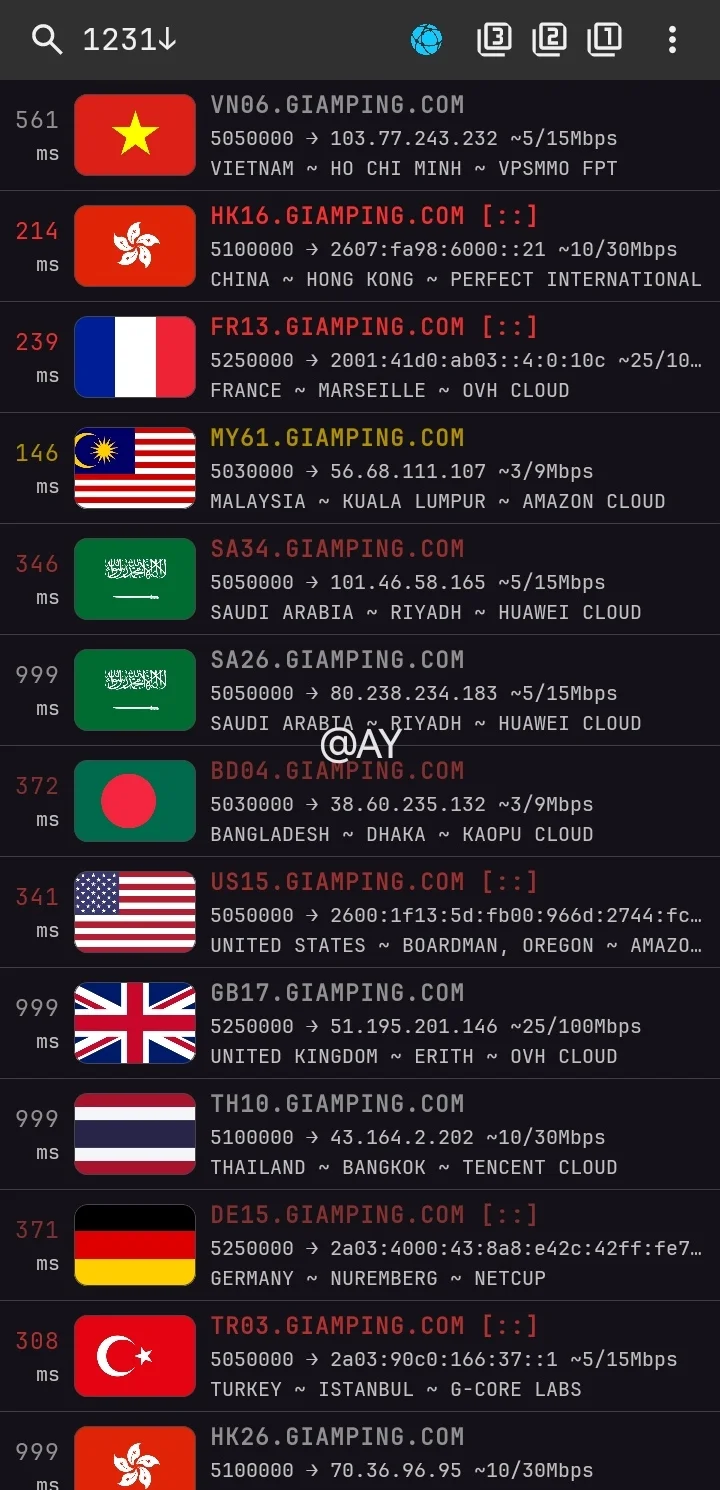 1231↓
3 2 1
561 ms
VN06.GIAMPING.COM
5050000 → 103.77.243.232 ~5/15Mbps
VIETNAM ~ HO CHI MINH ~ VPSMMO FPT
214 ms
HK16.GIAMPING.COM [::]
5100000 → 2607:fa98:6000::21 ~10/30Mbps
CHINA ~ HONG KONG ~ PERFECT INTERNATIONAL
239 ms
FR13.GIAMPING.COM [::]
5250000 → 2001:41d0:ab03::4:0:10c ~25/10…
FRANCE ~ MARSEILLE ~ OVH CLOUD
146 ms
MY61.GIAMPING.COM
5030000 → 56.68.111.107 ~3/9Mbps
MALAYSIA ~ KUALA LUMPUR ~ AMAZON CLOUD
346 ms
SA34.GIAMPING.COM
5050000 → 101.46.58.165 ~5/15Mbps
SAUDI ARABIA ~ RIYADH ~ HUAWEI CLOUD
999 ms
SA26.GIAMPING.COM
5050000 → 80.238.234.183 ~5/15Mbps
SAUDI ARABIA ~ RIYADH ~ HUAWEI CLOUD
@AY
372 ms
BD04.GIAMPING.COM
5030000 → 38.60.235.132 ~3/9Mbps
BANGLADESH ~ DHAKA ~ KAOPU CLOUD
341 ms
US15.GIAMPING.COM [::]
5050000 → 2600:1f13:5d:fb00:966d:2744:fc…
UNITED STATES ~ BOARDMAN, OREGON ~ AMAZO…
999 ms
GB17.GIAMPING.COM
5250000 → 51.195.201.146 ~25/100Mbps
UNITED KINGDOM ~ ERITH ~ OVH CLOUD
999 ms
TH10.GIAMPING.COM
5100000 → 43.164.2.202 ~10/30Mbps
THAILAND ~ BANGKOK ~ TENCENT CLOUD
371 ms
DE15.GIAMPING.COM [::]
5250000 → 2a03:4000:43:8a8:e42c:42ff:fe7…
GERMANY ~ NUREMBERG ~ NETCUP
308 ms
TR03.GIAMPING.COM [::]
5050000 → 2a03:90c0:166:37::1 ~5/15Mbps
TURKEY ~ ISTANBUL ~ G-CORE LABS
999 ms
HK26.GIAMPING.COM
5100000 → 70.36.96.95 ~10/30Mbps